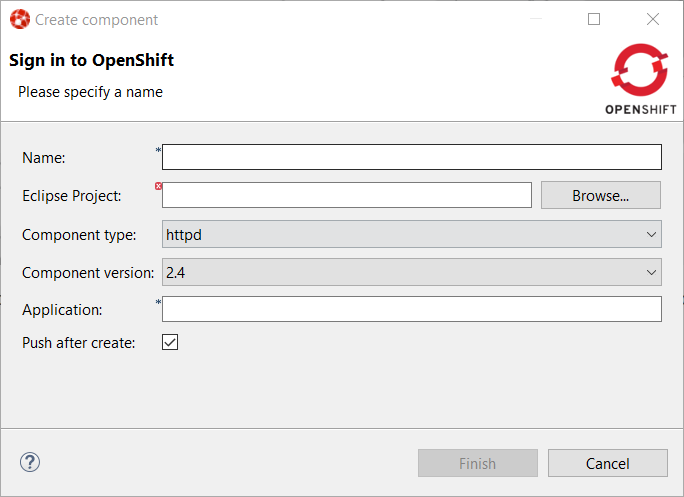 Create component
Sign in to OpenShift
Please specify a name
OPENSHIFT
Name: *
Eclipse Project: Browse...
Component type: httpd
Component version: 2.4
Application: *
Push after create:
? Finish Cancel